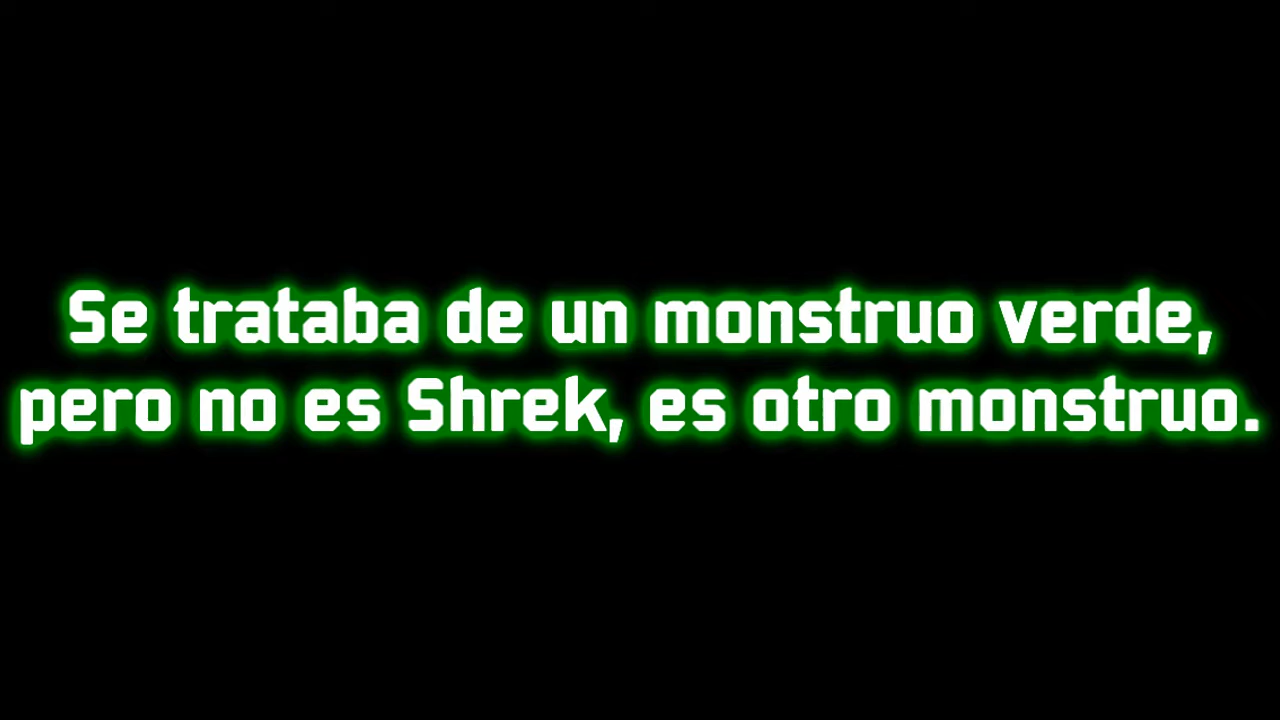 Se trataba de un monstruo verde,
pero no es Shrek, es otro monstruo.